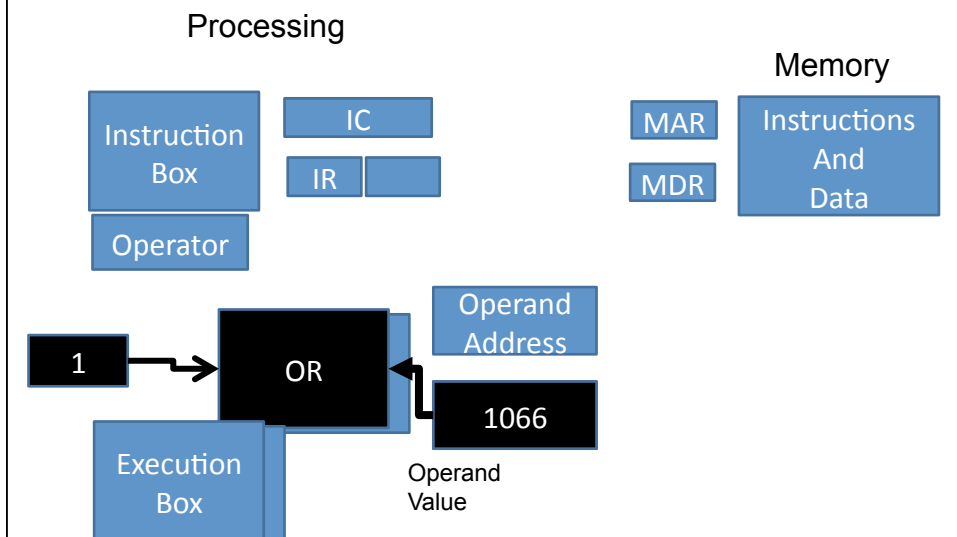 Processing
Memory
Instruction
Box
IC
IR
MAR
MDR
Instructions
And
Data
Operator
Operand
Address
1
OR
1066
Execution
Box
Operand
Value